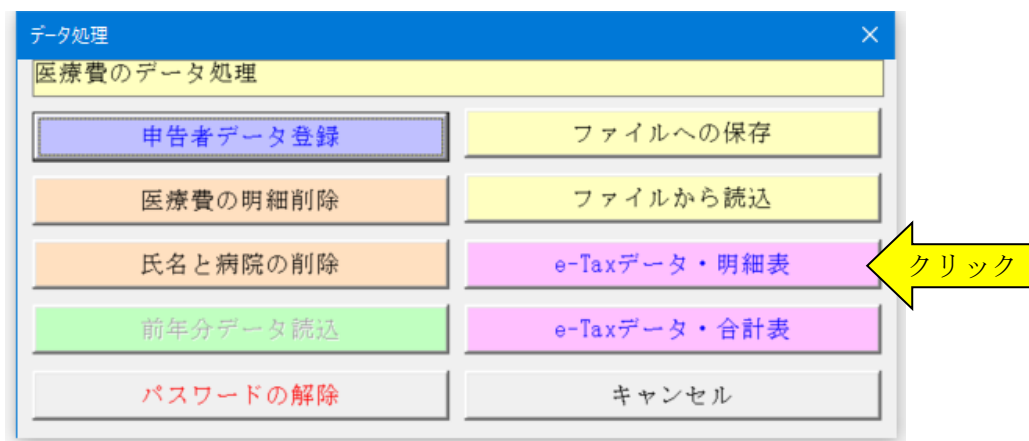 データ処理
医療費のデータ処理
申告者データ登録
ファイルへの保存
医療費の明細削除
ファイルから読込
氏名と病院の削除
e-Taxデータ・明細表
クリック
前年分データ読込
e-Taxデータ・合計表
パスワードの解除
キャンセル